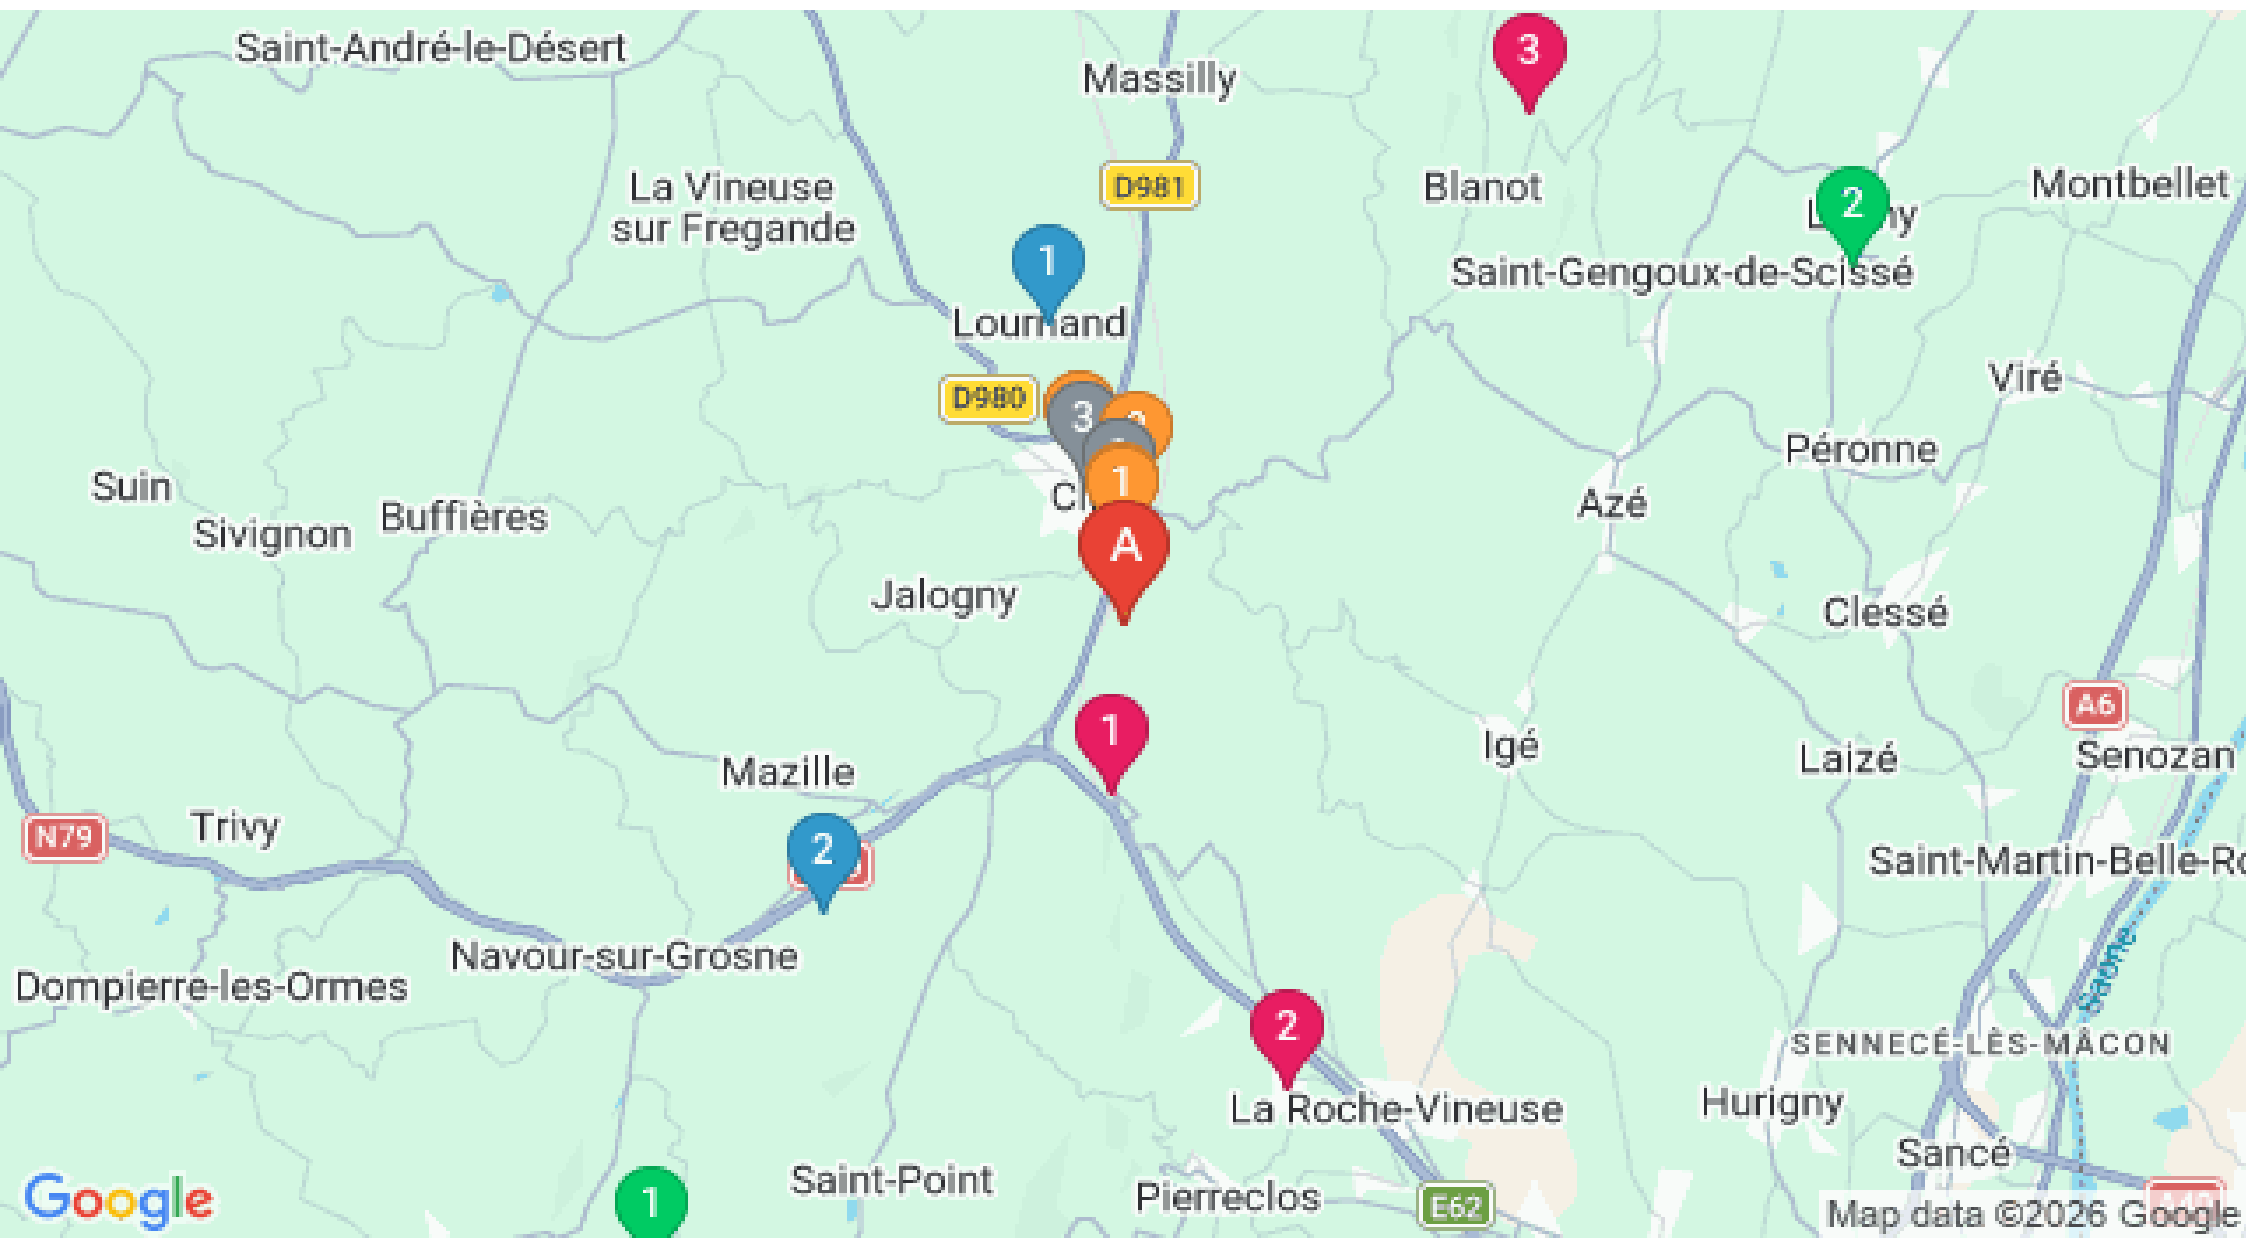 Saint-André-le-Désert
3
Massilly
La Vineuse
sur Fregande
D981
Blanot
2
Montbellet
1
Saint-Gengoux-de-Scissé
Lournand
D980
3
Viré
1
Péronne
Suin
Sivignon
Buffières
Azé
A
Jalogny
Clessé
A6
1
Igé
Laizé
Senozan
Mazille
Trivy
N79
2
Saint-Martin-Belle-Ro
Navour-sur-Grosne
Dompierre-les-Ormes
Saône
2
SENNECÉ-LÈS-MÂCON
La Roche-Vineuse
Hurigny
Sancé
Saint-Point
Pierreclos
E62
1
Google
Map data ©2026 Google